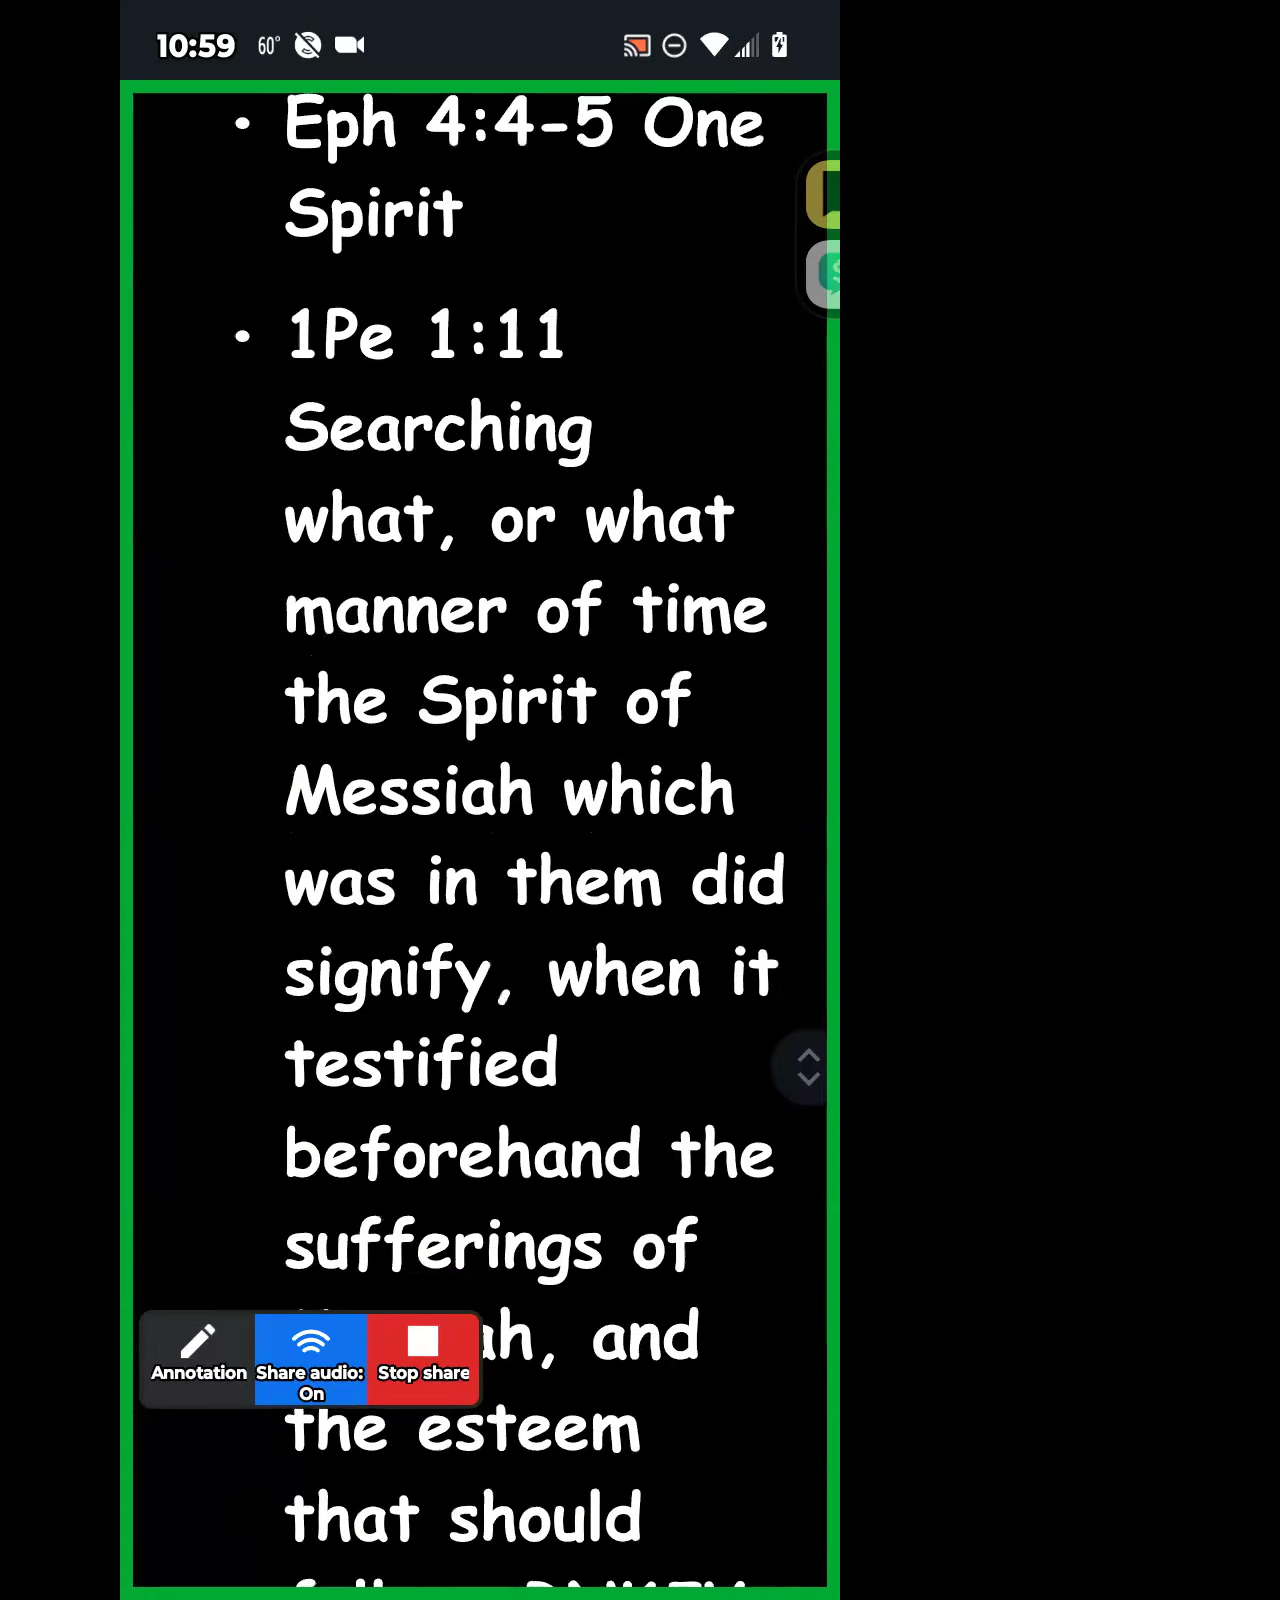 10:59 60°
• Eph 4:4-5 One
Spirit
• 1Pe 1:11
Searching
what, or what
manner of time
the Spirit of
Messiah which
was in them did
signify, when it
testified
beforehand the
sufferings of
ah, and
Annotation Share audio: On Stop share
the esteem
that should